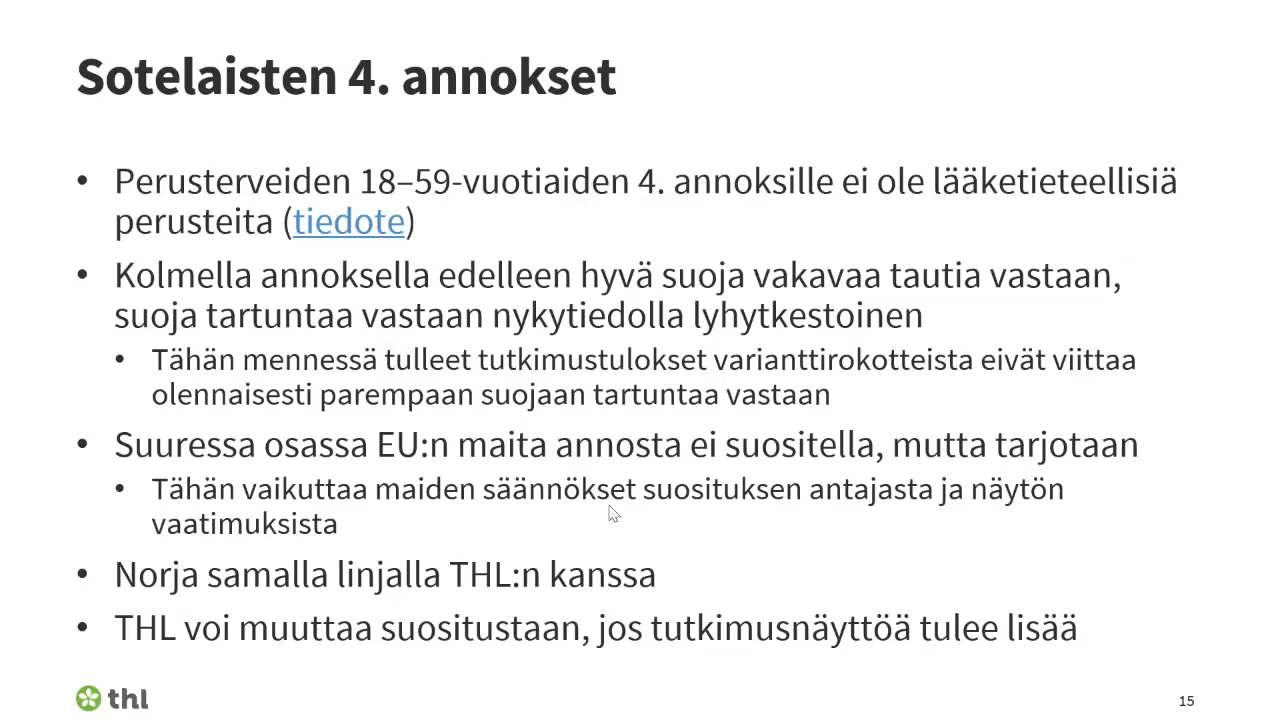 Sotelaisten 4. annokset
• Perusterveiden 18–59-vuotiaiden 4. annoksille ei ole lääketieteellisiä
perusteita (tiedote)
• Kolmella annoksella edelleen hyvä suoja vakavaa tautia vastaan,
suoja tartuntaa vastaan nykytiedolla lyhytkestoinen
• Tähän mennessä tulleet tutkimustulokset varianttirokotteista eivät viittaa
olennaisesti parempaan suojaan tartuntaa vastaan
• Suuressa osassa EU:n maita annosta ei suositella, mutta tarjotaan
• Tähän vaikuttaa maiden säännökset suosituksen antajasta ja näytön
vaatimuksista
• Norja samalla linjalla THL:n kanssa
• THL voi muuttaa suositustaan, jos tutkimusnäyttöä tulee lisää
thl
15